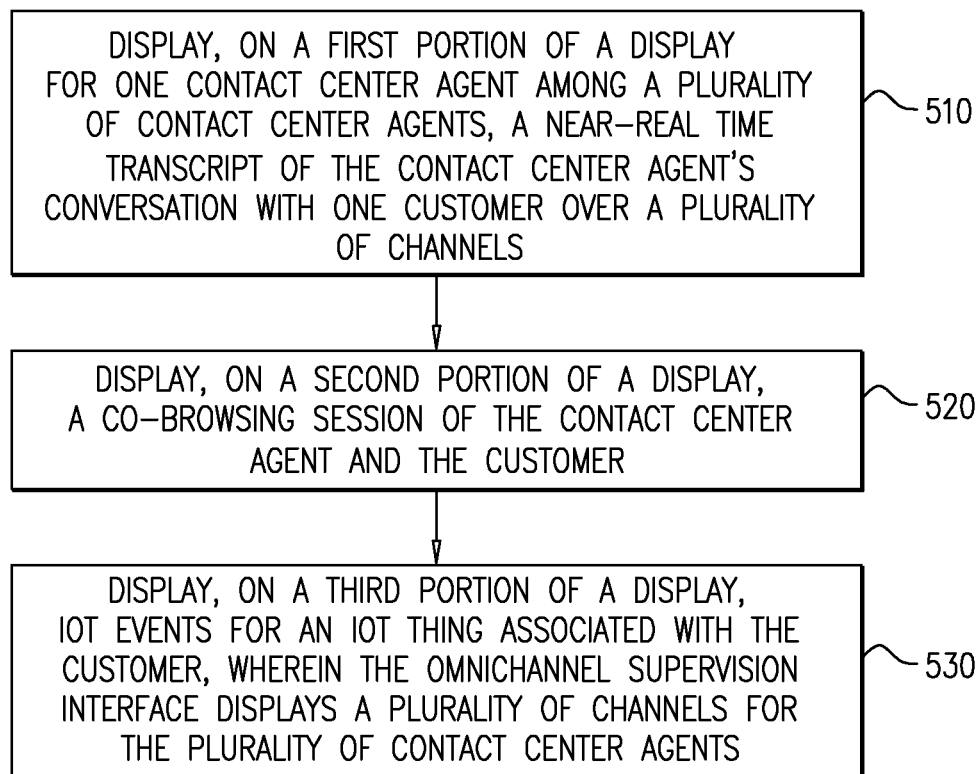 DISPLAY, ON A FIRST PORTION OF A DISPLAY
FOR ONE CONTACT CENTER AGENT AMONG A PLURALITY
OF CONTACT CENTER AGENTS, A NEAR-REAL TIME
TRANSCRIPT OF THE CONTACT CENTER AGENT'S
CONVERSATION WITH ONE CUSTOMER OVER A PLURALITY
OF CHANNELS
510
DISPLAY, ON A SECOND PORTION OF A DISPLAY,
A CO-BROWSING SESSION OF THE CONTACT CENTER
AGENT AND THE CUSTOMER
520
DISPLAY, ON A THIRD PORTION OF A DISPLAY,
IOT EVENTS FOR AN IOT THING ASSOCIATED WITH THE
CUSTOMER, WHEREIN THE OMNICHANNEL SUPERVISION
INTERFACE DISPLAYS A PLURALITY OF CHANNELS FOR
THE PLURALITY OF CONTACT CENTER AGENTS
530